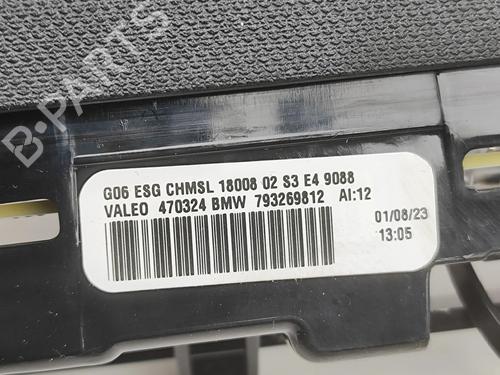 B-PARTS
G06 ESG CHMSL 18008 02 S3 E4 9088
VALEO 470324 BMW 793269812 AI:12
01/08/23
13:05